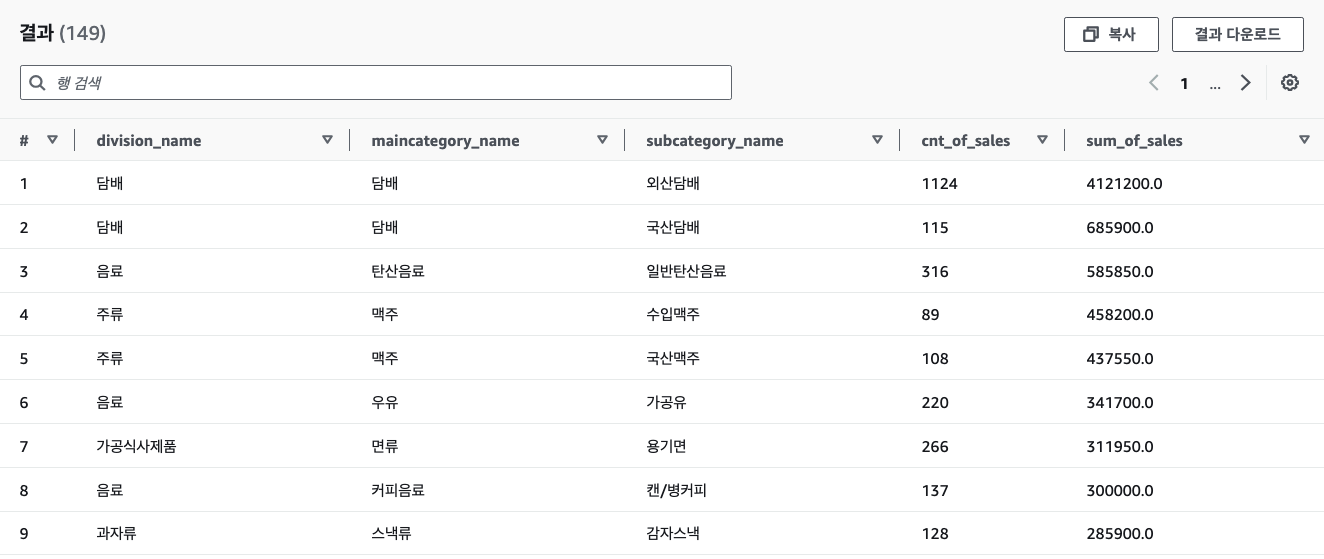 결과 (149)
복사
결과 다운로드
행 검색
1 ...
# division_name maincategory_name subcategory_name cnt_of_sales sum_of_sales
1 담배 담배 외산담배 1124 4121200.0
2 담배 담배 국산담배 115 685900.0
3 음료 탄산음료 일반탄산음료 316 585850.0
4 주류 맥주 수입맥주 89 458200.0
5 주류 맥주 국산맥주 108 437550.0
6 음료 우유 가공유 220 341700.0
7 가공식사제품 면류 용기면 266 311950.0
8 음료 커피음료 캔/병커피 137 300000.0
9 과자류 스낵류 감자스낵 128 285900.0